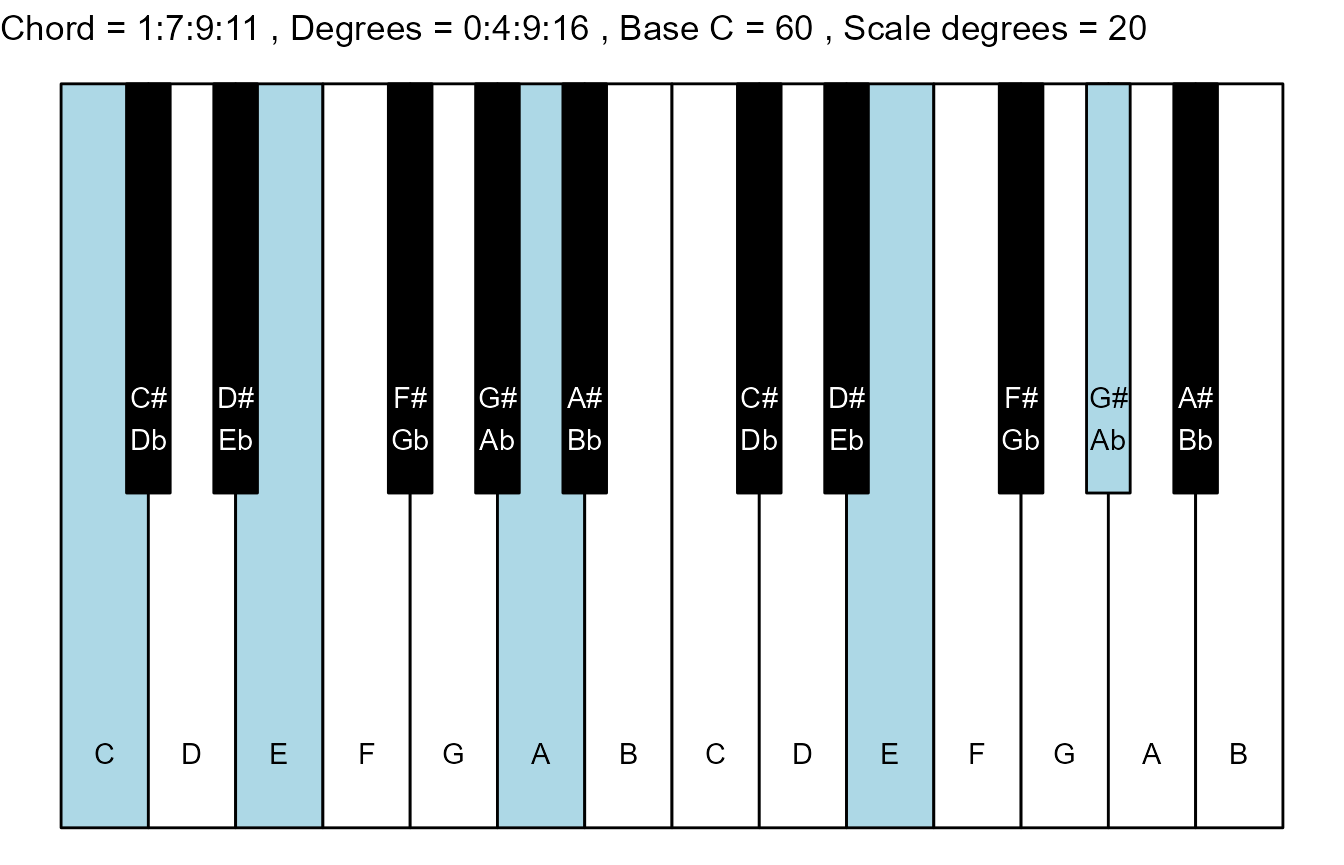 Chord = 1:7:9:11 , Degrees = 0:4:9:16 , Base C = 60 , Scale degrees = 20
C# D# F# G# A# C# D# F# G# A#
Db Eb Gb Ab Bb Db Eb Gb Ab Bb
C D E F G A B C D E F G A B